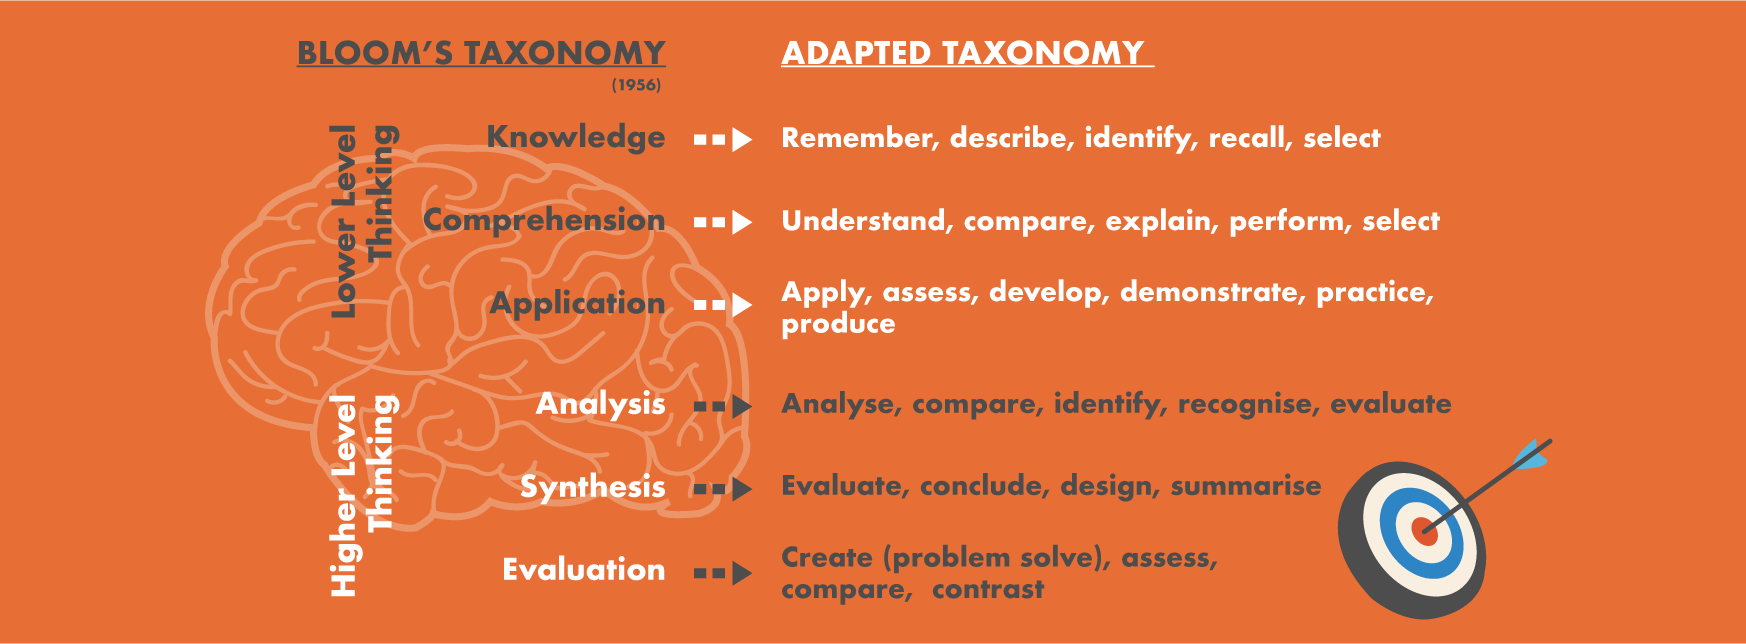 BLOOM'S TAXONOMY
(1956)
ADAPTED TAXONOMY
Lower Level
Thinking
Knowledge
Remember, describe, identify, recall, select
Comprehension
Understand, compare, explain, perform, select
Application
Apply, assess, develop, demonstrate, practice,
produce
Higher Level
Thinking
Analysis
Analyse, compare, identify, recognise, evaluate
Synthesis
Evaluate, conclude, design, summarise
Evaluation
Create (problem solve), assess,
compare, contrast